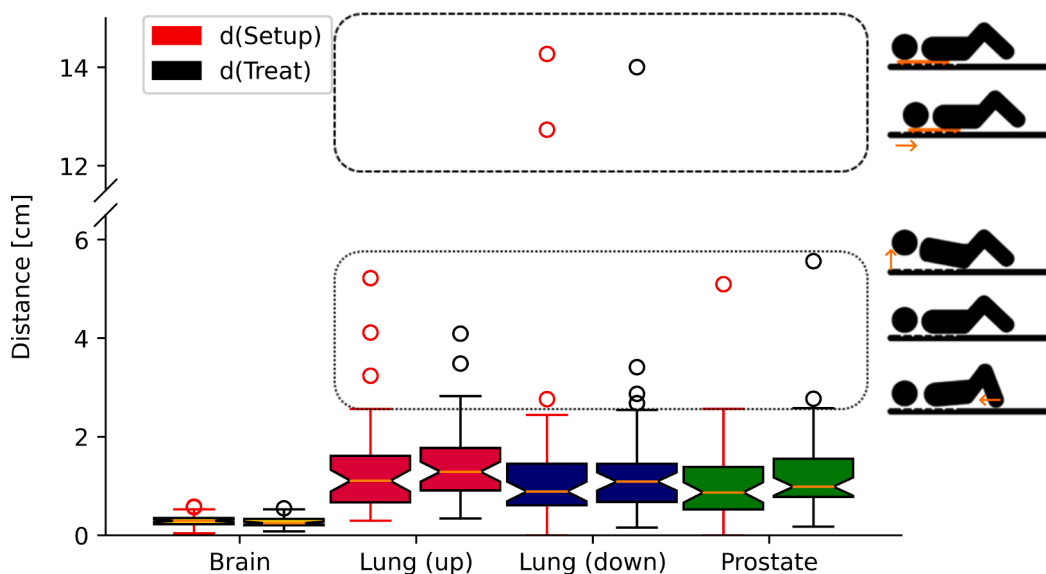 d(Setup)
d(Treat)
14
12
6
4
2
0
Distance [cm]
Brain
Lung (up)
Lung (down)
Prostate